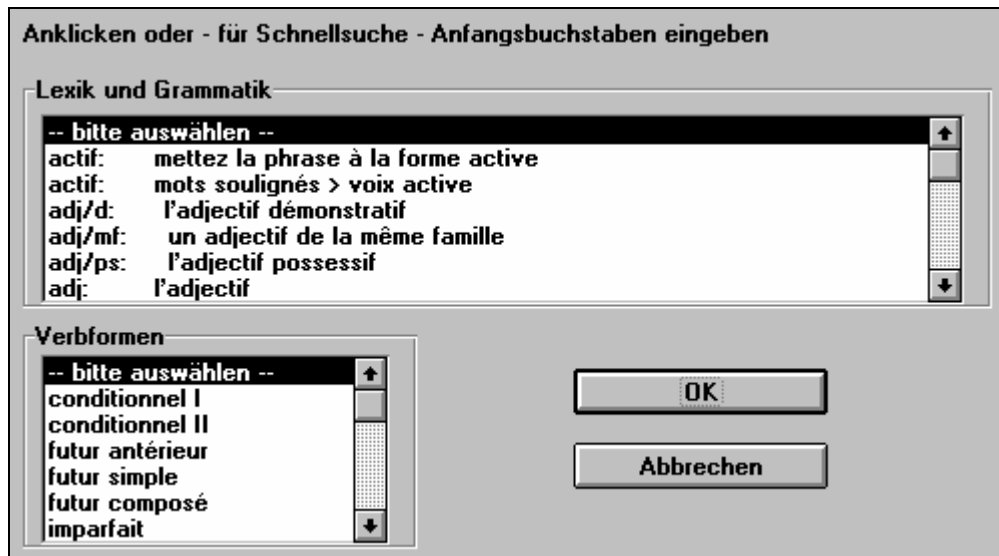 Anklicken oder - für Schnellsuche - Anfangsbuchstaben eingeben
Lexik und Grammatik
-- bitte auswählen --
actif: mettez la phrase à la forme active
actif: mots soulignés > voix active
adj/d: l'adjectif démonstratif
adj/mf: un adjectif de la même famille
adj/ps: l'adjectif possessif
adj: l'adjectif
Verbformen
-- bitte auswählen --
conditionnel I
conditionnel II
futur antérieur
futur simple
futur composé
imparfait
OK
Abbrechen